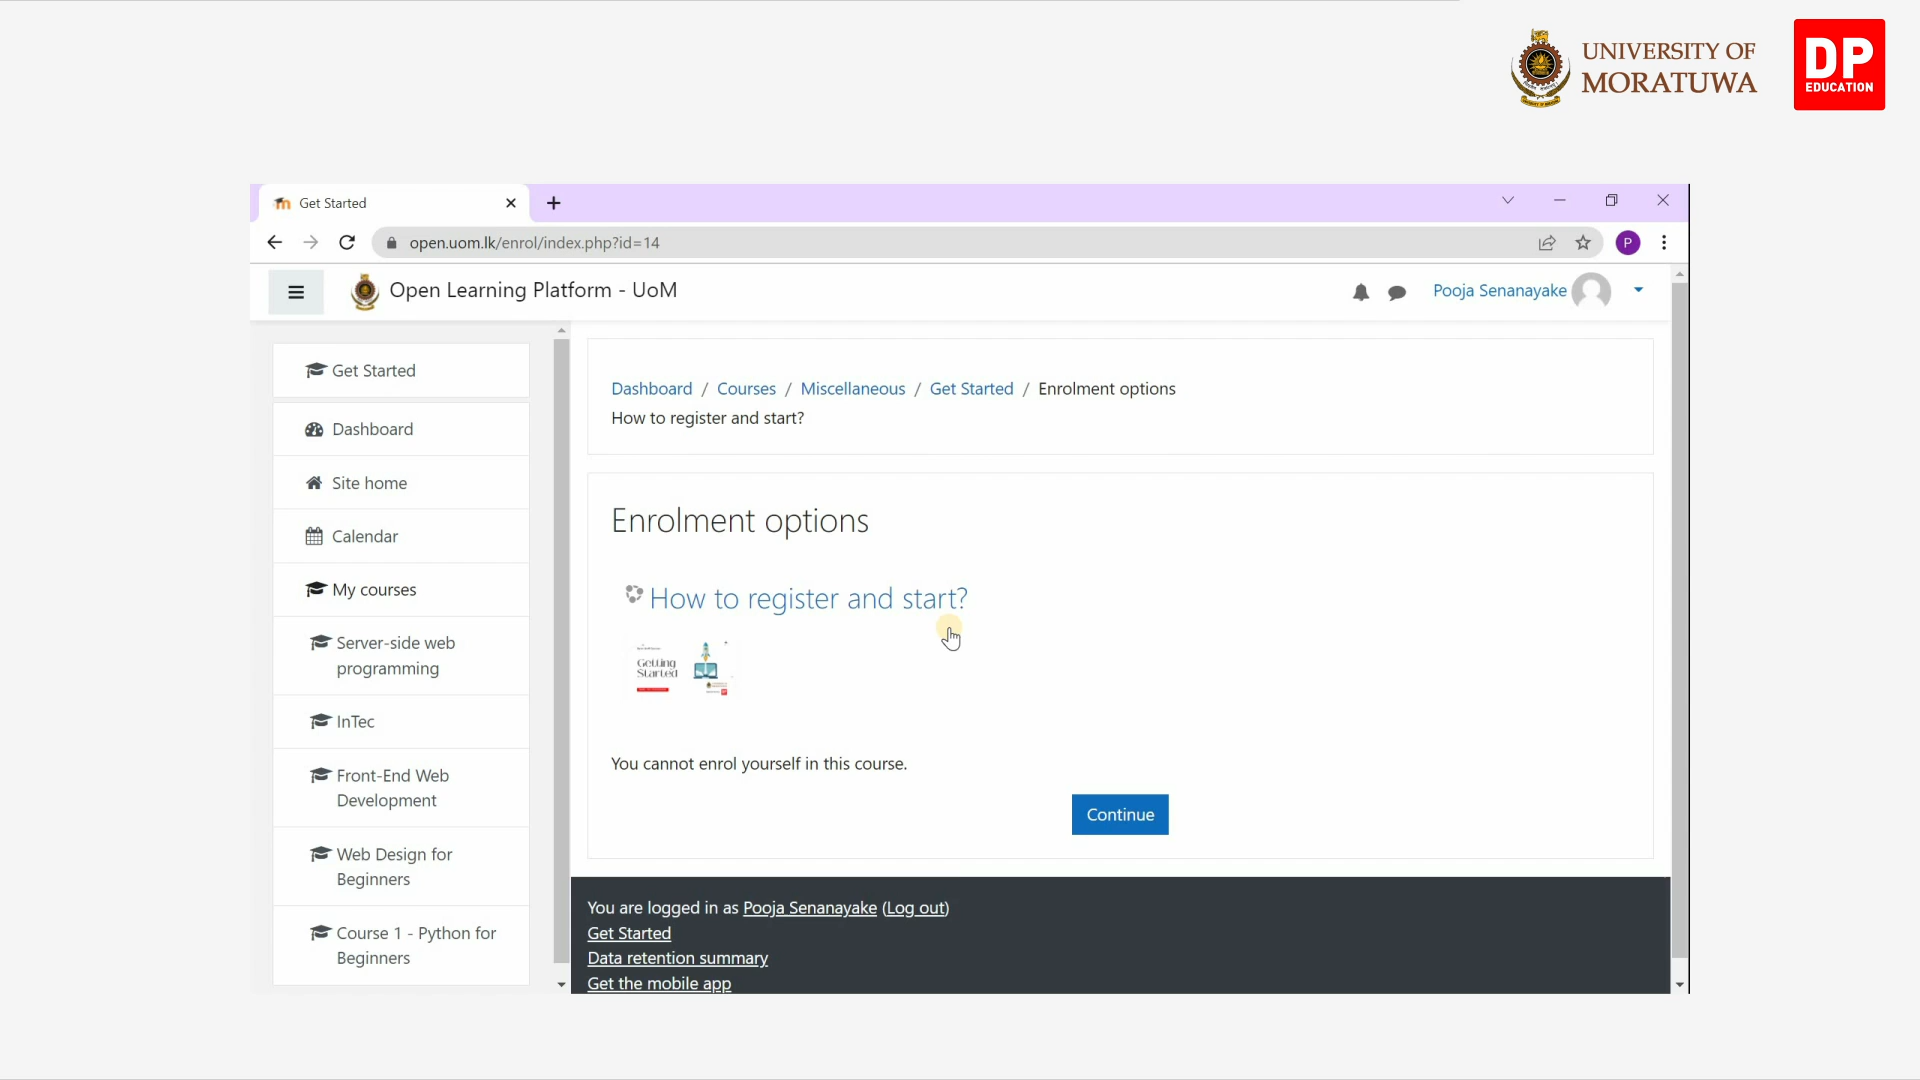 UNIVERSITY OF
MORATUWA
DP
EDUCATION
Get Started
open.uom.lk/enrol/index.php?id=14
P
Open Learning Platform - UoM
Pooja Senanayake
Get Started
Dashboard
Site home
Calendar
My courses
Server-side web
programming
InTec
Front-End Web
Development
Web Design for
Beginners
Course 1 - Python for
Beginners
Dashboard / Courses / Miscellaneous / Get Started / Enrolment options
How to register and start?
Enrolment options
How to register and start?
Getting
Started
You cannot enrol yourself in this course.
Continue
You are logged in as Pooja Senanayake (Log out)
Get Started
Data retention summary
Get the mobile app